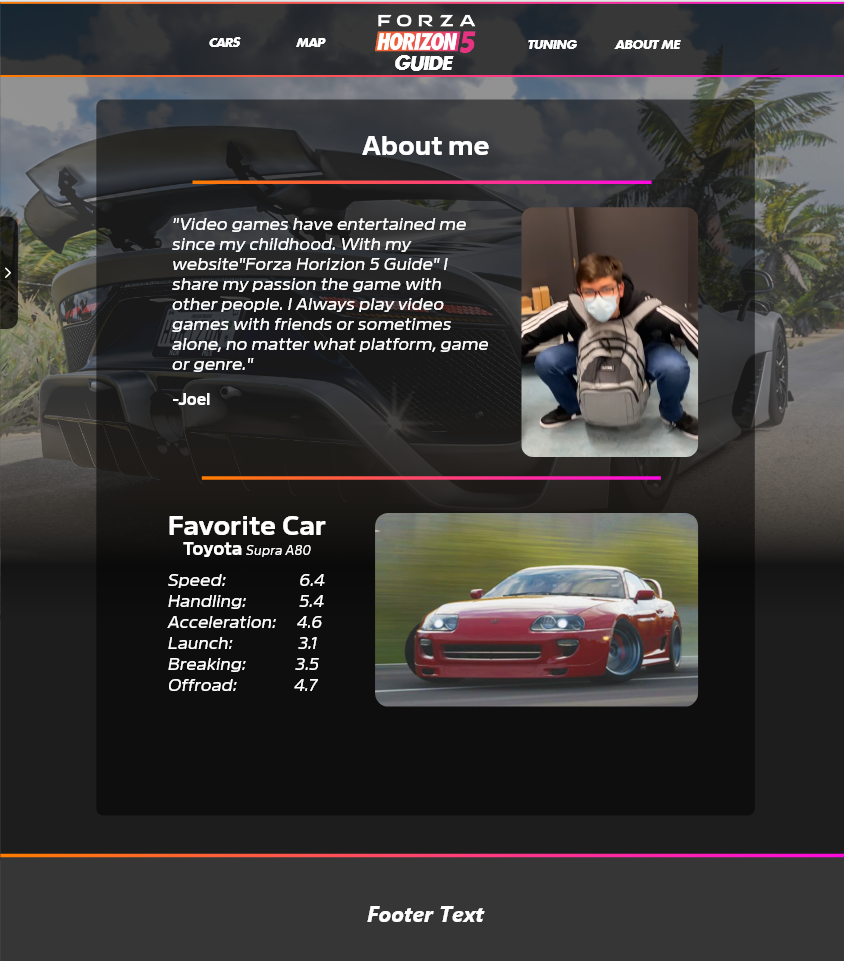 FORZA
CARS MAP HORIZON 5 TUNING ABOUT ME
GUIDE
About me
"Video games have entertained me
since my childhood. With my
website"Forza Horizion 5 Guide" I
share my passion the game with
other people. I Always play video
games with friends or sometimes
alone, no matter what platform, game
or genre."
-Joel
Favorite Car
Toyota Supra A80
Speed: 6.4
Handling: 5.4
Acceleration: 4.6
Launch: 3.1
Breaking: 3.5
Offroad: 4.7
Footer Text